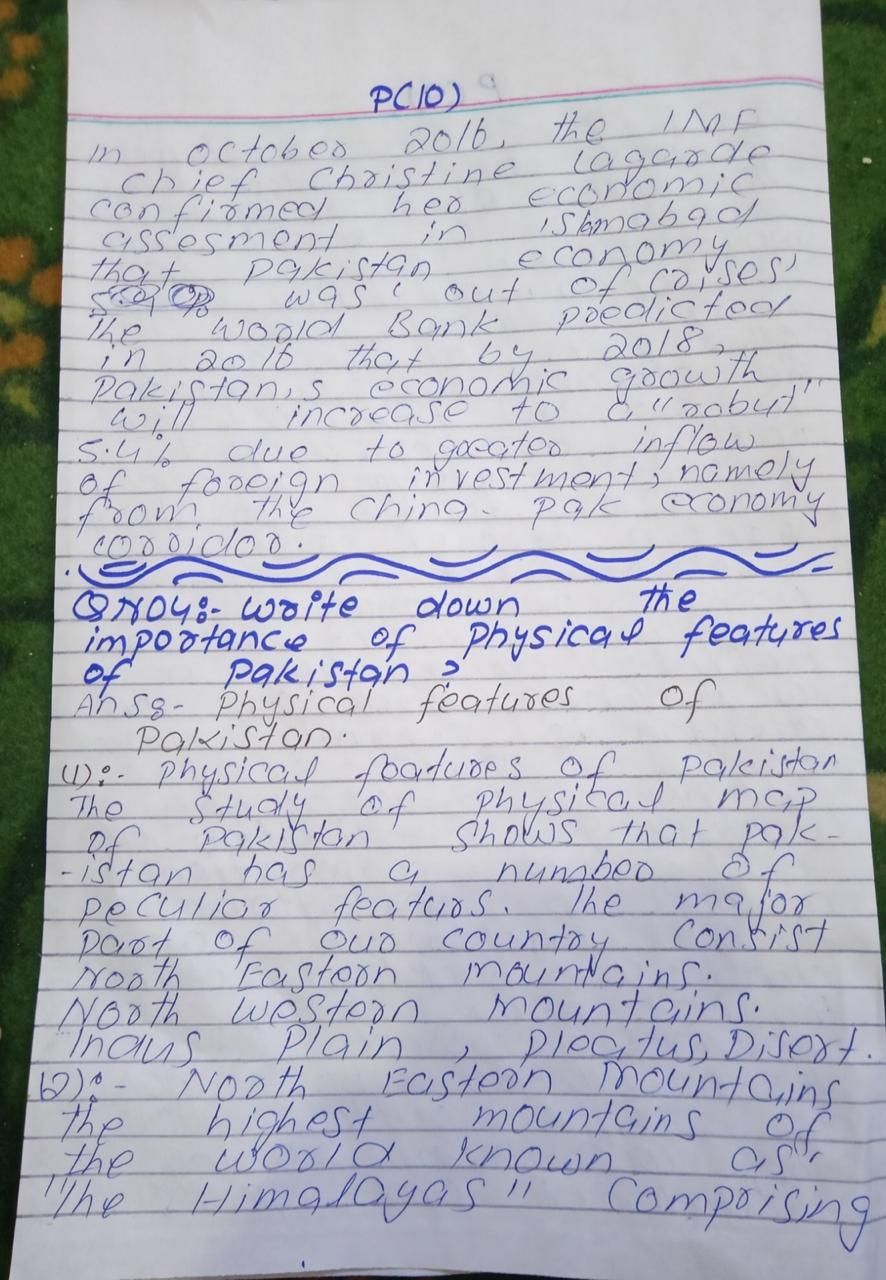 P(10)
In October 2016, the IMF
chief Christine lagarde
confirmed her economic
assesment in islamabad
that pakistan economy
was 'out of crises'
The World Bank predicted
in 2016 that by 2018,
Pakistan,s economic growth
will increase to a "robut"
5.4% due to greater inflow
of foreign investment, namely
from the China - Pak economy
corridor.
Q No 4:- write down the
importance of physical features
of Pakistan ?
Ans:- Physical features of
Pakistan.
(1):- physical features of pakistan
The study of physical map
of pakistan shows that pak-
-istan has a number of
peculiar featurs. The major
part of our country consist
North Eastern mountains.
North western mountains.
Indus Plain , pleatus, Disert.
(2):- North Eastern mountains
the highest mountains of
the world known as"
"The Himalayas" comprising